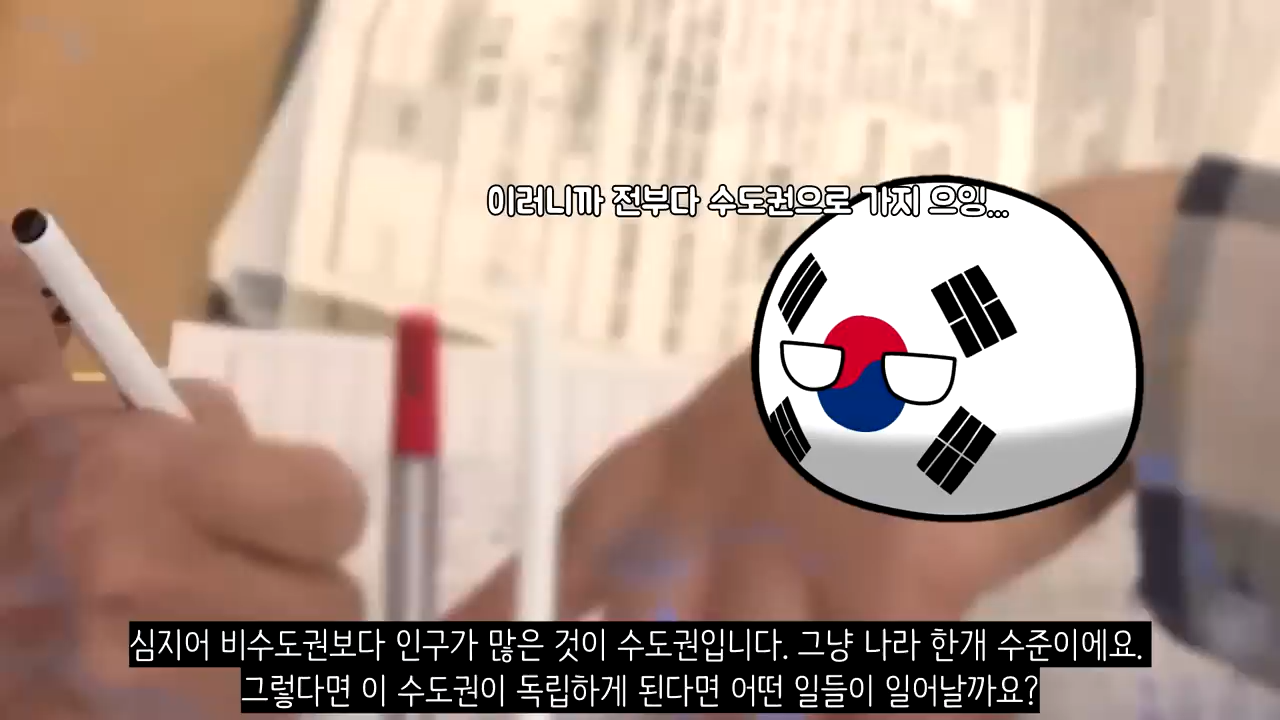 이러니까 전부다 수도권으로 가지 으잉...
심지어 비수도권보다 인구가 많은 것이 수도권입니다. 그냥 나라 한개 수준이에요.
그렇다면 이 수도권이 독립하게 된다면 어떤 일들이 일어날까요?